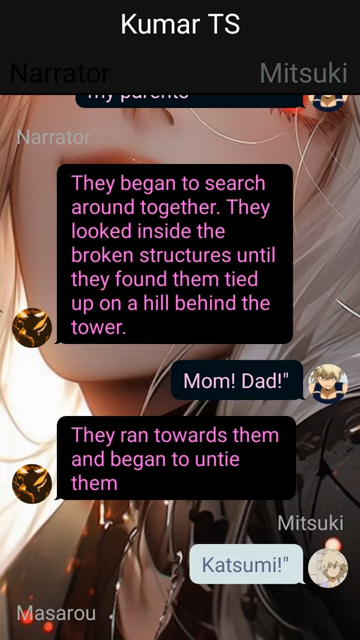 Kumar TS
Narrator
Mitsuki
my parents
Narrator
They began to search
around together. They
looked inside the
broken structures until
they found them tied
up on a hill behind the
tower.
Mom! Dad!"
They ran towards them
and began to untie
them
Mitsuki
Katsumi!"
Masarou